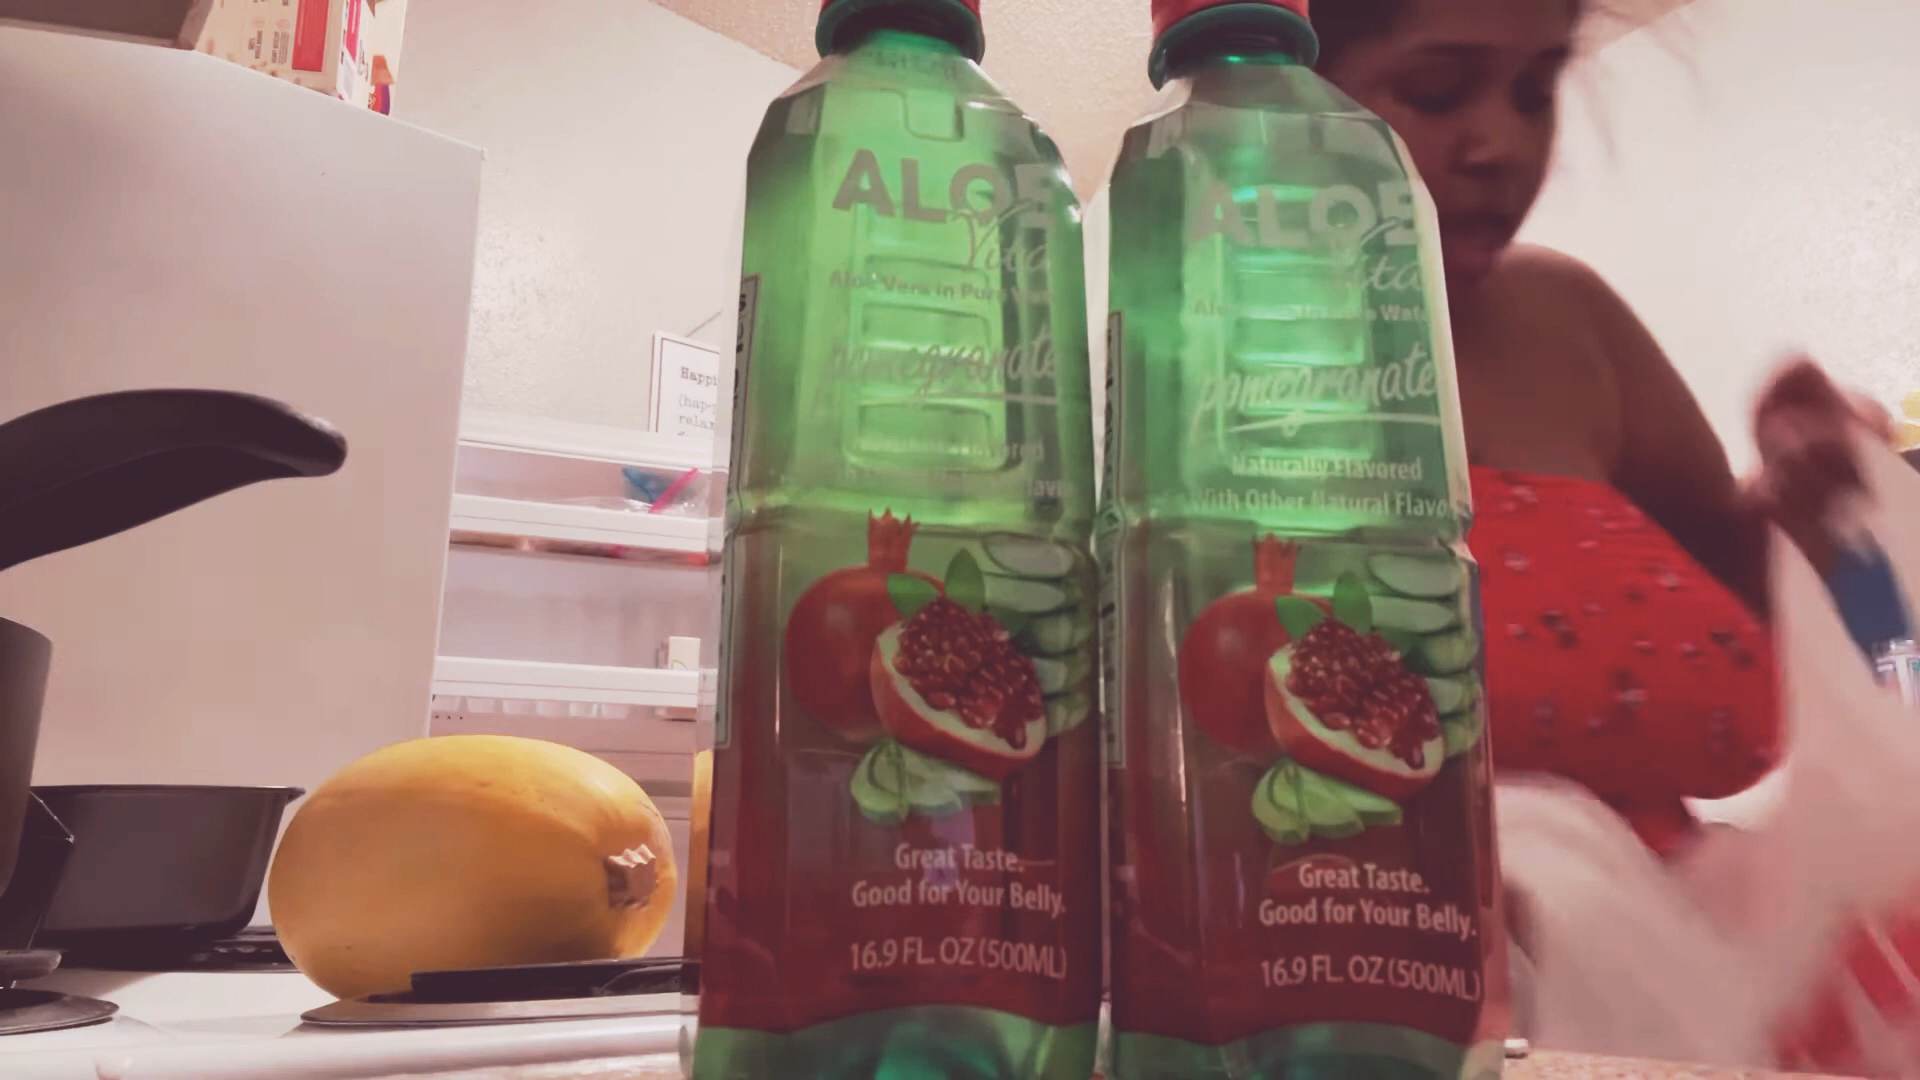 ALOE
Vita
Aloe Vera in Pure
pomegranate
Great Taste.
Good for Your Belly.
16.9 FL. OZ (500ML)
ALOE
Vita
pomegranate
Naturally Flavored
With Other Natural Flavo
Great Taste.
Good for Your Belly.
16.9 FL. OZ (500ML)
Happi
relax